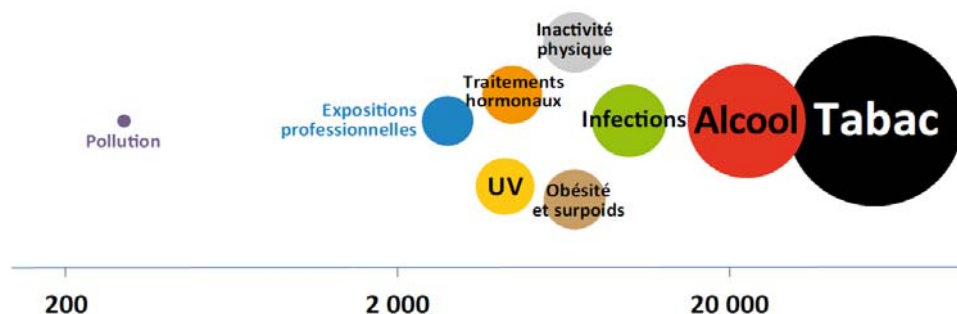 Inactivité
physique
Traitements
hormonaux
Expositions
professionnelles
Pollution
Infections
Alcool
Tabac
UV
Obésité
et surpoids
200
2 000
20 000